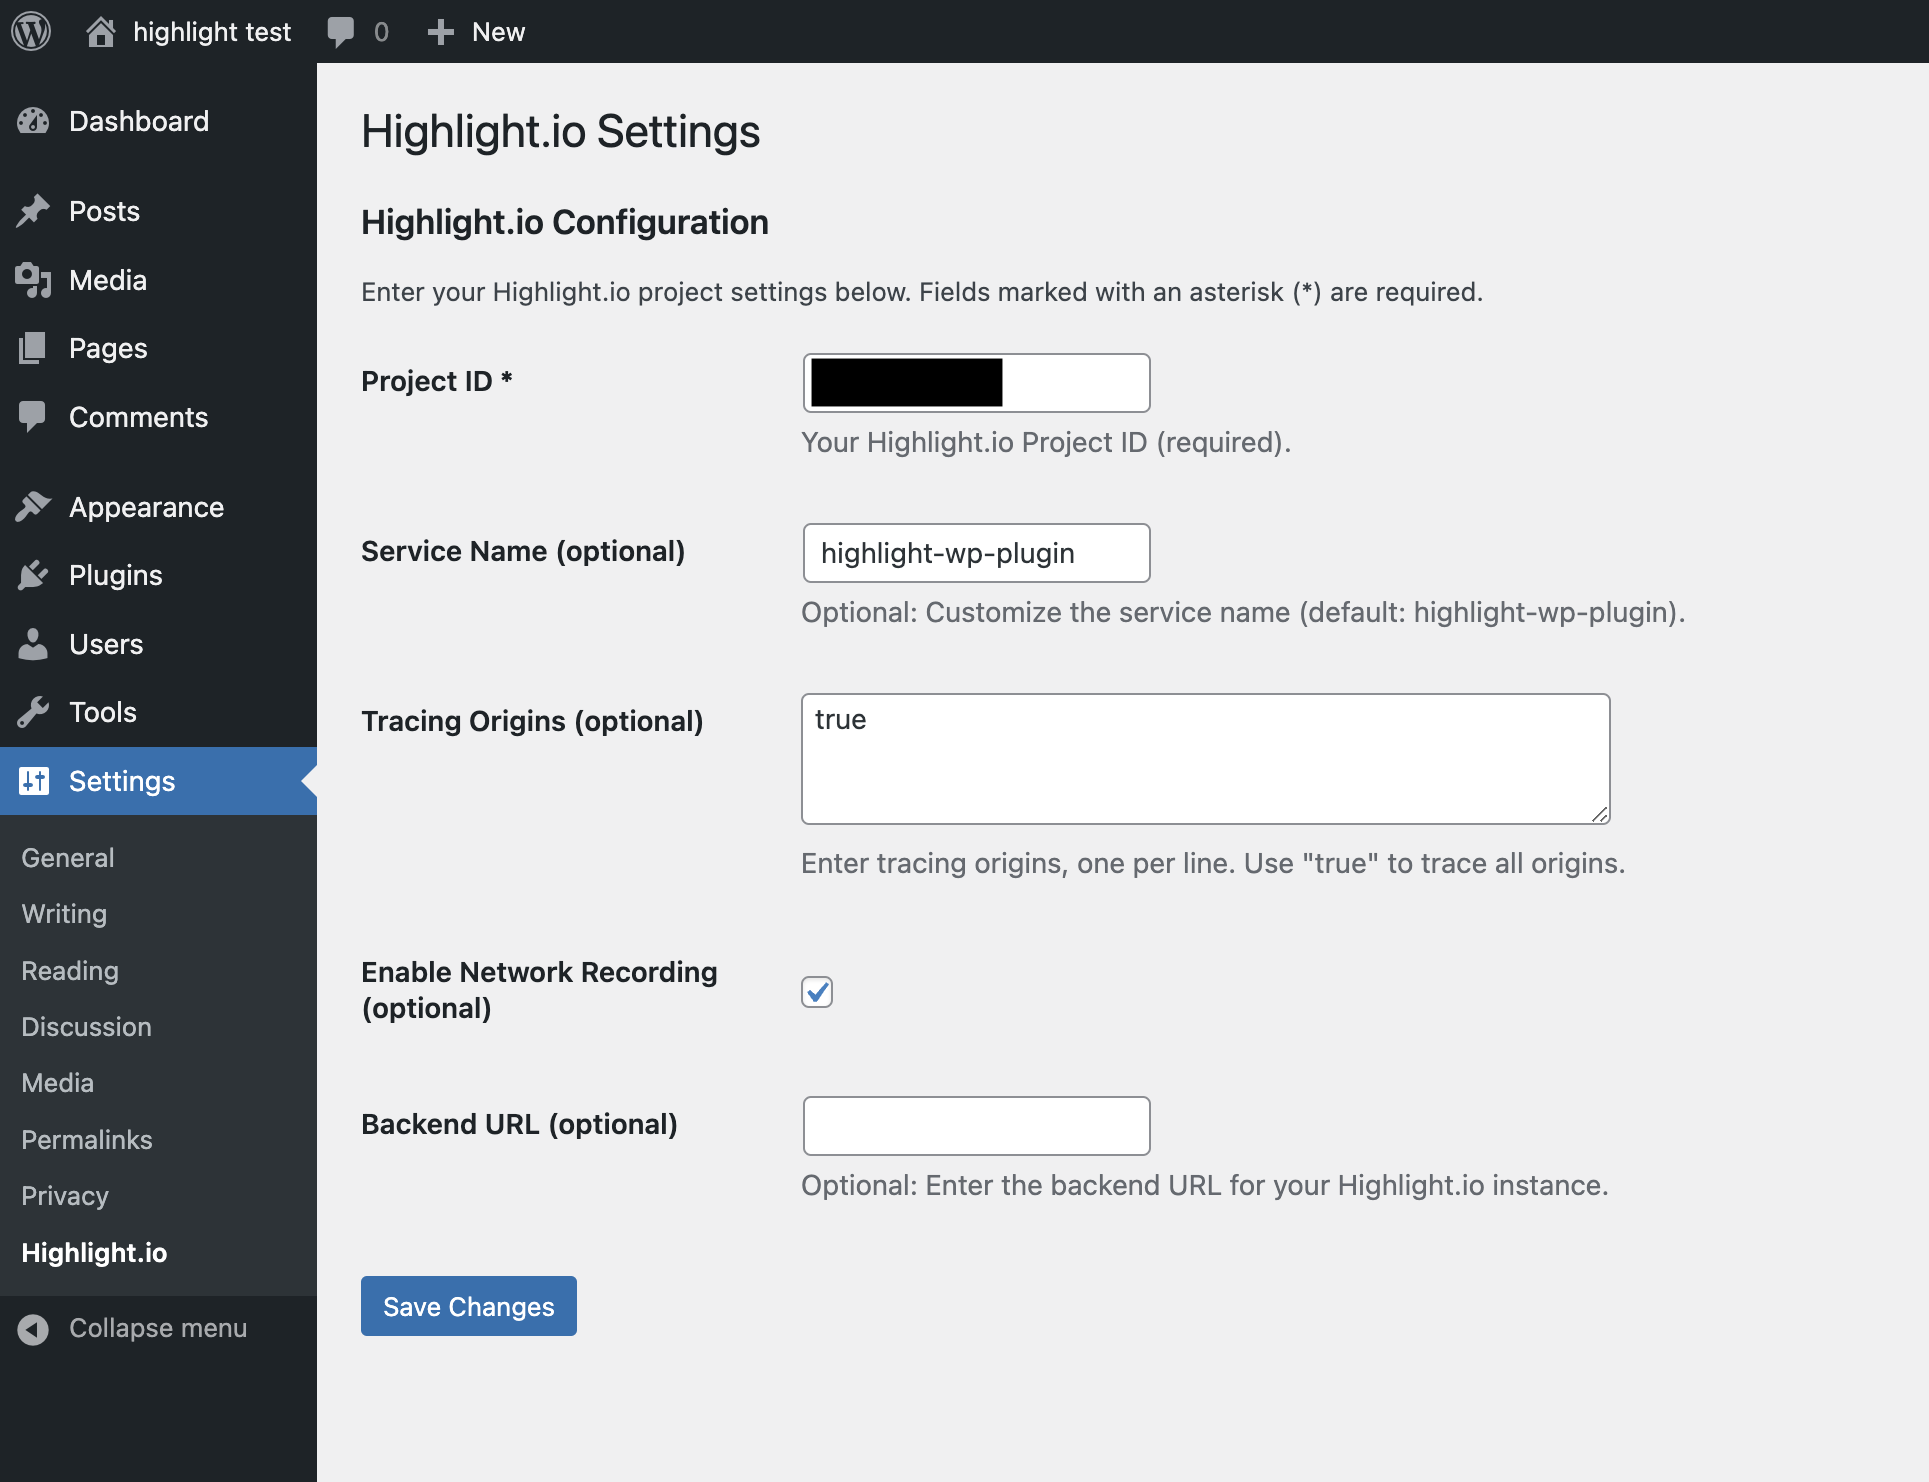 highlight test 0 New
Dashboard
Posts
Media
Pages
Comments
Appearance
Plugins
Users
Tools
Settings
General
Writing
Reading
Discussion
Media
Permalinks
Privacy
Highlight.io
Collapse menu
Highlight.io Settings
Highlight.io Configuration
Enter your Highlight.io project settings below. Fields marked with an asterisk (*) are required.
Project ID *
Your Highlight.io Project ID (required).
Service Name (optional)
highlight-wp-plugin
Optional: Customize the service name (default: highlight-wp-plugin).
Tracing Origins (optional)
true
Enter tracing origins, one per line. Use "true" to trace all origins.
Enable Network Recording
(optional)
Backend URL (optional)
Optional: Enter the backend URL for your Highlight.io instance.
Save Changes